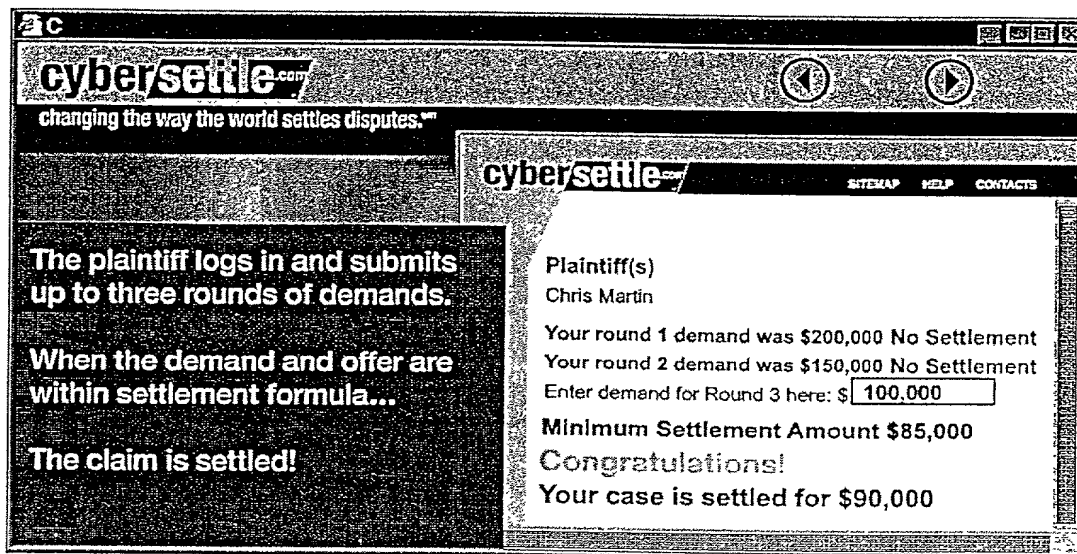 C
cybersettle.com
changing the way the world settles disputes.℠
The plaintiff logs in and submits
up to three rounds of demands.
When the demand and offer are
within settlement formula...
The claim is settled!
cybersettle.com
SITEMAP HELP CONTACTS
Plaintiff(s)
Chris Martin
Your round 1 demand was $200,000 No Settlement
Your round 2 demand was $150,000 No Settlement
Enter demand for Round 3 here: $ 100,000
Minimum Settlement Amount $85,000
Congratulations!
Your case is settled for $90,000